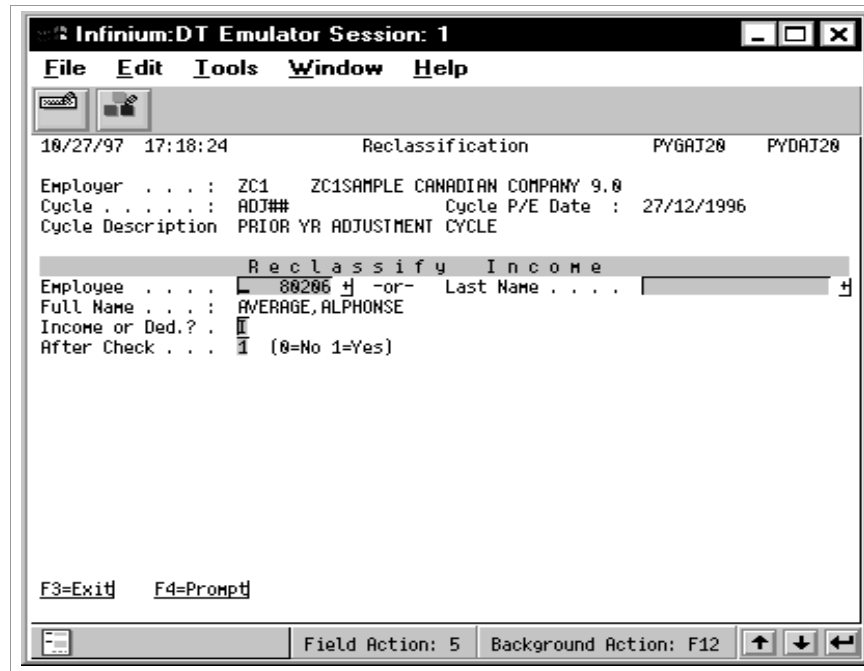 Infinium:DT Emulator Session: 1
File Edit Tools Window Help
10/27/97 17:18:24 Reclassification PYGAJ20 PYDAJ20
Employer . . . : ZC1 ZC1SAMPLE CANADIAN COMPANY 9.0
Cycle . . . . . : ADJ## Cycle P/E Date : 27/12/1996
Cycle Description PRIOR YR ADJUSTMENT CYCLE
R e c l a s s i f y I n c o m e
Employee . . . . 80206 + -or- Last Name . . . . +
Full Name . . . : AVERAGE,ALPHONSE
Income or Ded.? . I
After Check . . . 1 (0=No 1=Yes)
F3=Exit F4=Prompt
Field Action: 5 Background Action: F12